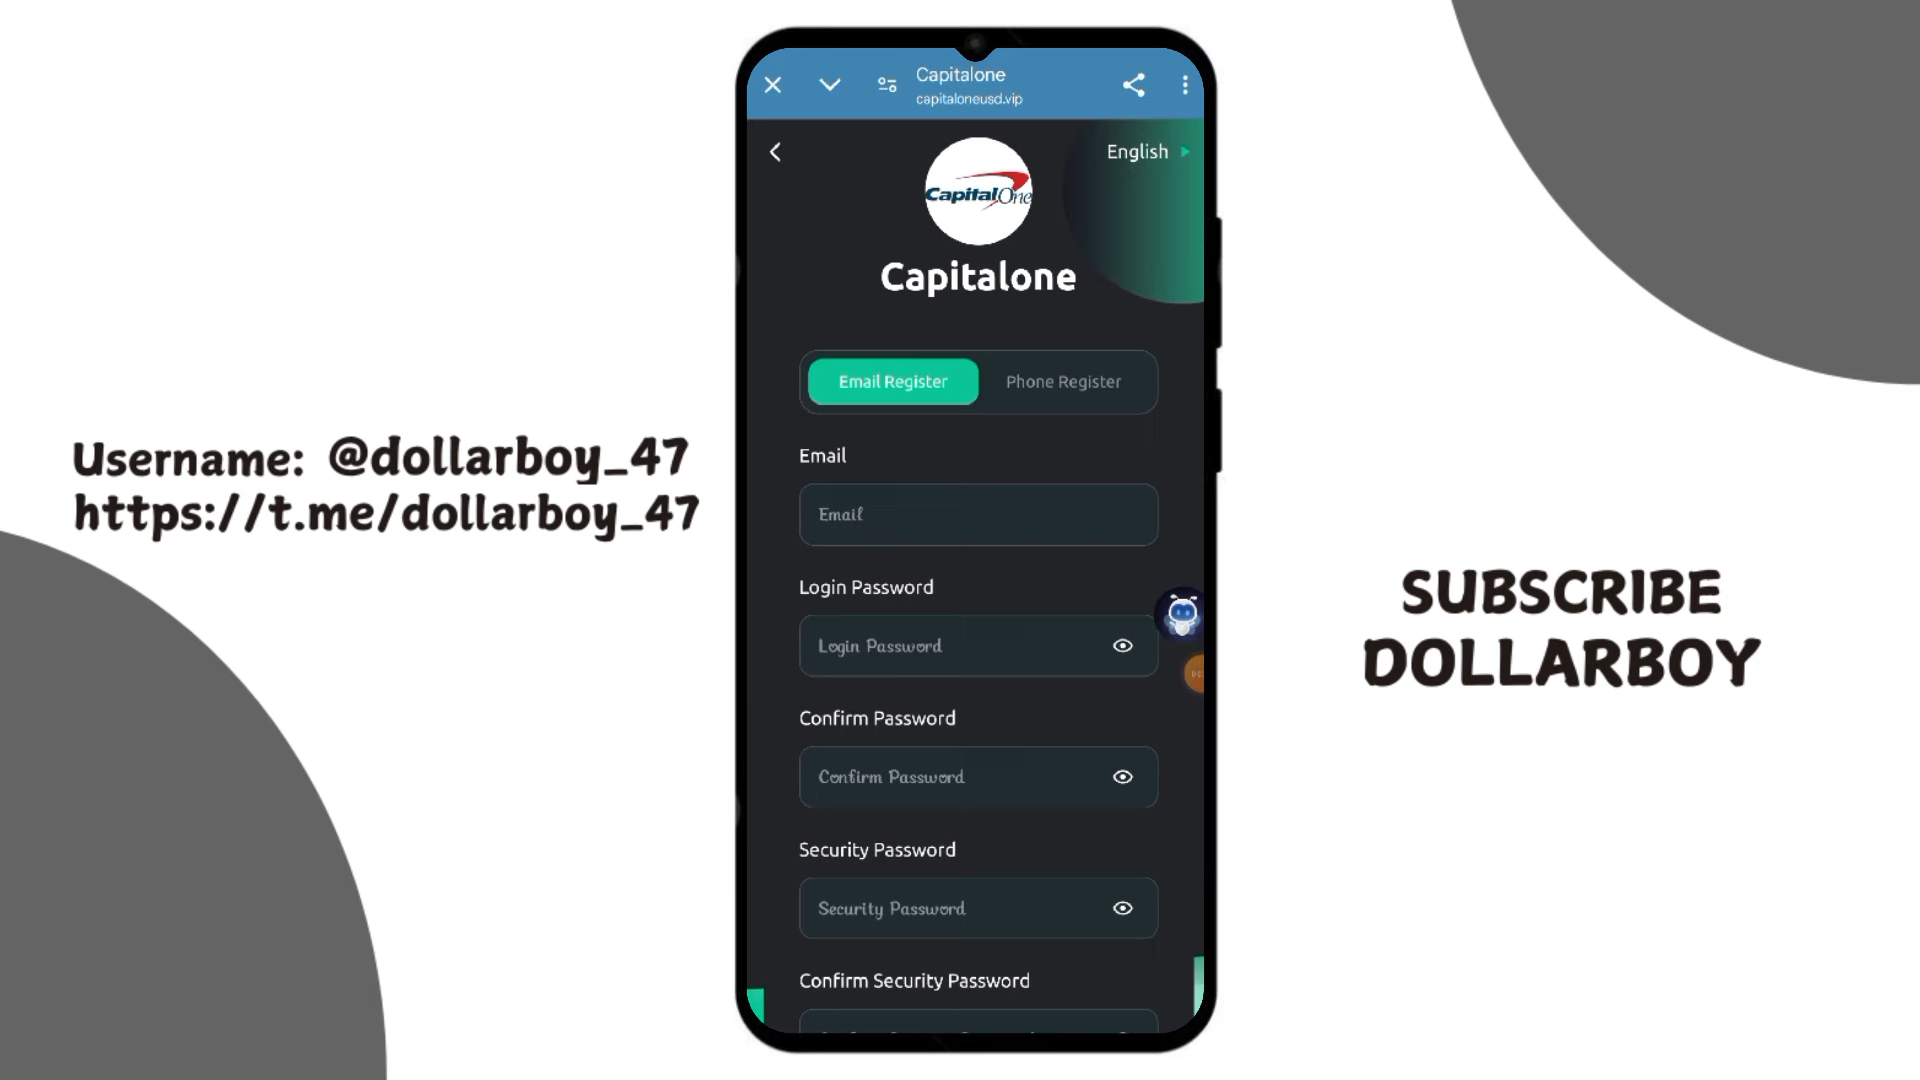 Capitalone
capitaloneusd.vip
English
CapitalOne
Capitalone
Email Register
Phone Register
Email
Email
Login Password
Login Password
Confirm Password
Confirm Password
Security Password
Security Password
Confirm Security Password
Username: @dollarboy_47
https://t.me/dollarboy_47
SUBSCRIBE
DOLLARBOY